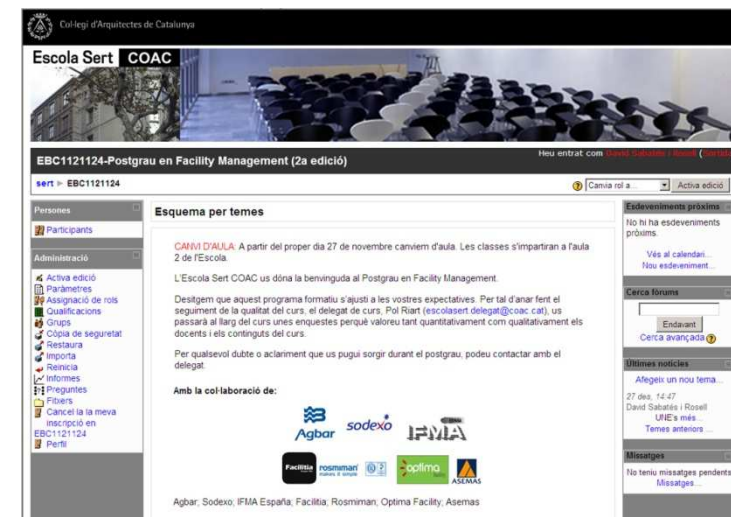 Col·legi d'Arquitectes de Catalunya
Escola Sert COAC
EBC1121124-Postgrau en Facility Management (2a edició)
Heu entrat com David Sabatés i Rosell (Sortida
sert ► EBC1121124
Canvia rol a...
Activa edició
Persones
Participants
Administració
Activa edició
Paràmetres
Assignació de rols
Qualificacions
Grups
Còpia de seguretat
Restaura
Importa
Reinicia
Informes
Preguntes
Fitxers
Cancel·la la meva
inscripció en
EBC1121124
Perfil
Esquema per temes
CANVI D'AULA: A partir del proper dia 27 de novembre canviem d'aula. Les classes s'impartiran a l'aula
2 de l'Escola.
L'Escola Sert COAC us dóna la benvinguda al Postgrau en Facility Management.
Desitgem que aquest programa formatiu s'ajusti a les vostres expectatives. Per tal d'anar fent el
seguiment de la qualitat del curs, el delegat de curs, Pol Riart (escolasert.delegat@coac.cat), us
passarà al llarg del curs unes enquestes perquè valoreu tant quantitativament com qualitativament els
docents i els continguts del curs.
Per qualsevol dubte o aclariment que us pugui sorgir durant el postgrau, podeu contactar amb el
delegat.
Amb la col·laboració de:
Agbar
sodexo
IFMA
Facilitia
rosmiman
makes it simple
optima
ASEMAS
Agbar; Sodexo; IFMA España; Facilitia; Rosmiman; Optima Facility; Asemas
Esdeveniments pròxims
No hi ha esdeveniments
pròxims.
Vés al calendari...
Nou esdeveniment...
Cerca fòrums
Endavant
Cerca avançada
Últimes notícies
Afegeix un nou tema...
27 des, 14:47
David Sabatés i Rosell
UNE's més...
Temes anteriors ...
Missatges
No teniu missatges pendents
Missatges...